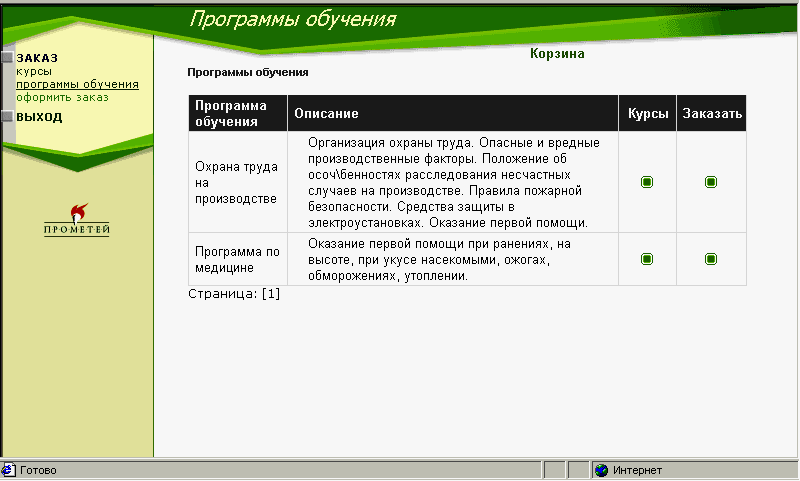 Программы обучения
Корзина
ЗАКАЗ
курсы
программы обучения
оформить заказ
ВЫХОД
ПРОМЕТЕЙ
Программы обучения
Программа обучения
Описание
Курсы
Заказать
Охрана труда
на
производстве
Организация охраны труда. Опасные и вредные
производственные факторы. Положение об
осоч\бенностях расследования несчастных
случаев на производстве. Правила пожарной
безопасности. Средства защиты в
электроустановках. Оказание первой помощи.
Программа по
медицине
Оказание первой помощи при ранениях, на
высоте, при укусе насекомыми, ожогах,
обморожениях, утоплении.
Страница: [1]
Готово
Интернет